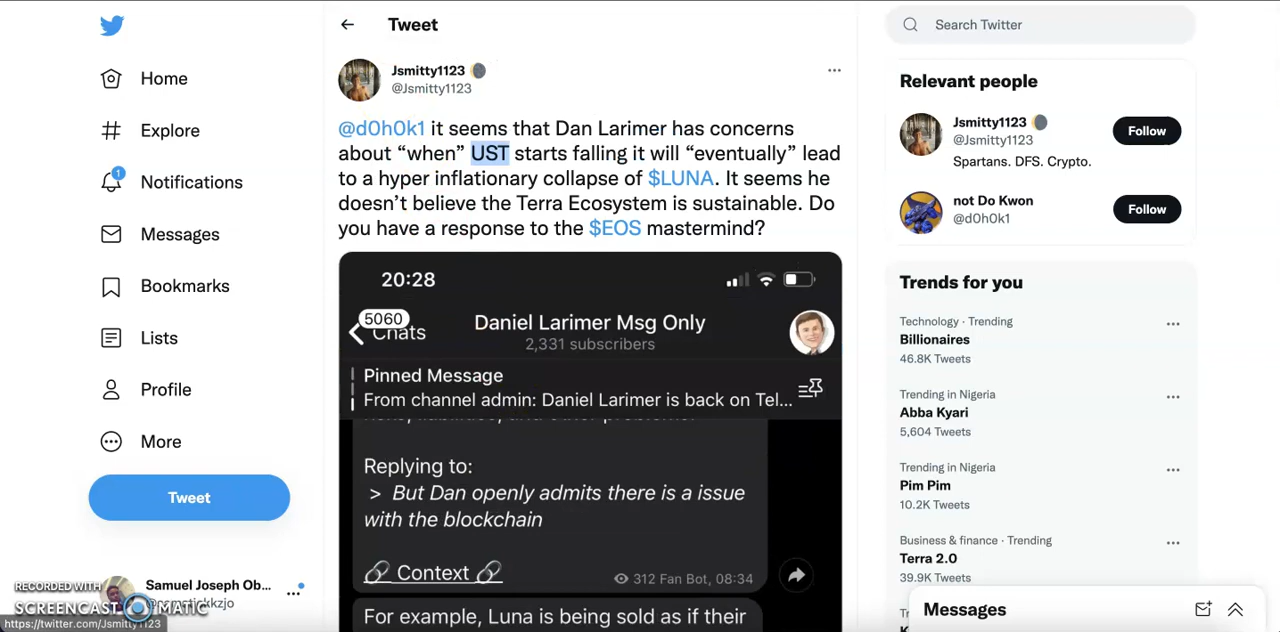 Home
Explore
1
Notifications
Messages
Bookmarks
Lists
Profile
More
Tweet
Samuel Joseph Ob...
RECORDED WITH
SCREENCAST MATIC
https://twitter.com/Jsmitty1123
Tweet
Jsmitty1123
@Jsmitty1123
@d0h0k1 it seems that Dan Larimer has concerns
about “when” UST starts falling it will “eventually” lead
to a hyper inflationary collapse of $LUNA. It seems he
doesn’t believe the Terra Ecosystem is sustainable. Do
you have a response to the $EOS mastermind?
20:28
5060
Chats
Daniel Larimer Msg Only
2,331 subscribers
Pinned Message
From channel admin: Daniel Larimer is back on Tel...
Replying to:
> But Dan openly admits there is a issue
with the blockchain
Context
312 Fan Bot, 08:34
For example, Luna is being sold as if their
Search Twitter
Relevant people
Jsmitty1123
@Jsmitty1123
Follow
Spartans. DFS. Crypto.
not Do Kwon
@d0h0k1
Follow
Trends for you
Technology · Trending
Billionaires
46.8K Tweets
Trending in Nigeria
Abba Kyari
5,604 Tweets
Trending in Nigeria
Pim Pim
10.2K Tweets
Business & finance · Trending
Terra 2.0
39.9K Tweets
Messages